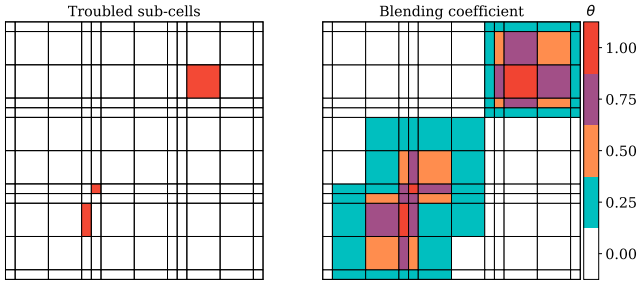 Troubled sub-cells
Blending coefficient
θ
1.00
0.75
0.50
0.25
0.00